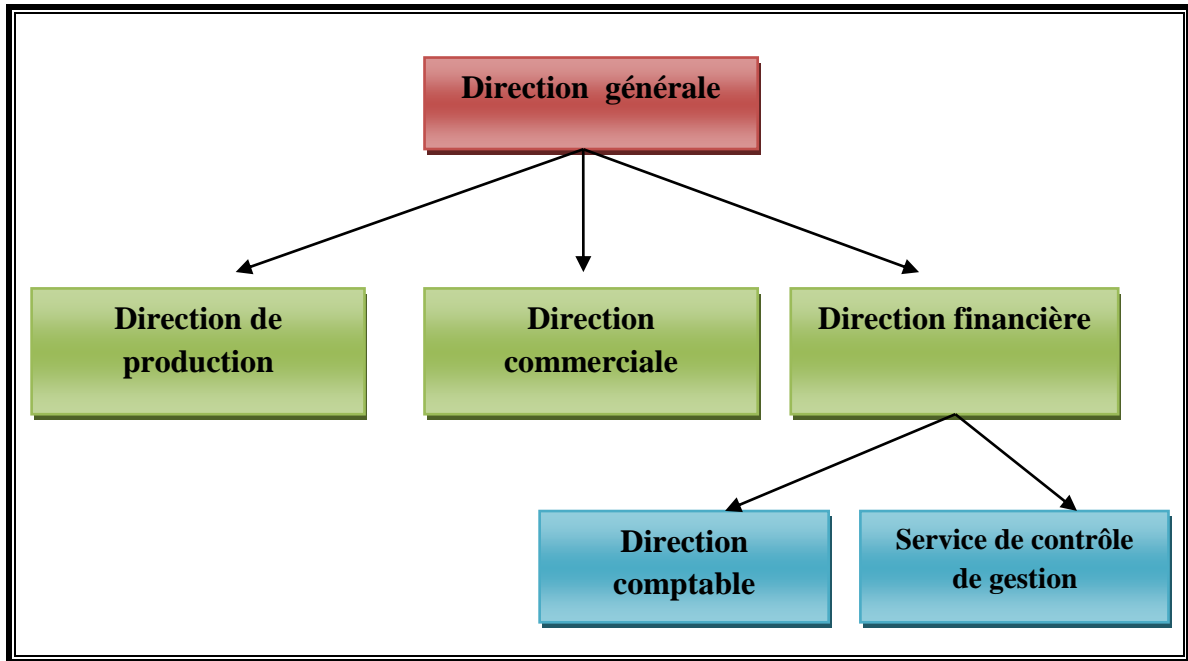 Direction générale
Direction de
production
Direction
commerciale
Direction financière
Direction
comptable
Service de contrôle
de gestion